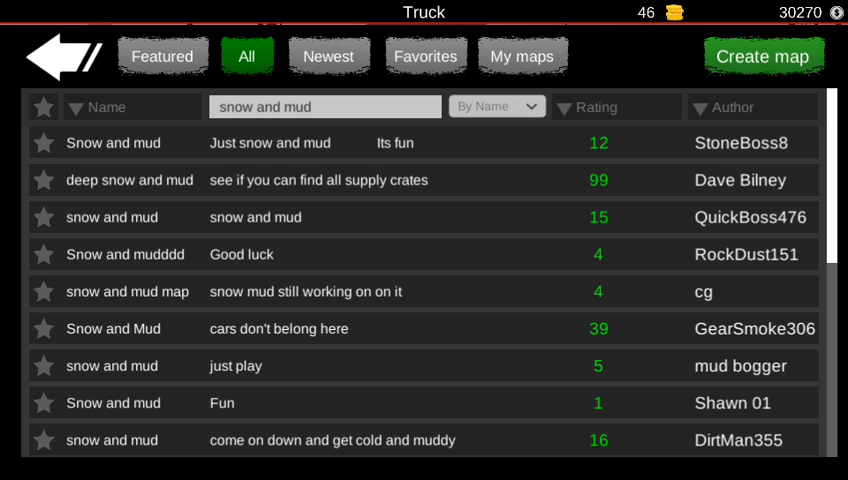 Truck 46 30270
Featured All Newest Favorites My maps Create map
Name snow and mud By Name Rating Author
Snow and mud Just snow and mud Its fun 12 StoneBoss8
deep snow and mud see if you can find all supply crates 99 Dave Bilney
snow and mud snow and mud 15 QuickBoss476
Snow and mudddd Good luck 4 RockDust151
snow and mud map snow mud still working on on it 4 cg
Snow and Mud cars don't belong here 39 GearSmoke306
snow and mud just play 5 mud bogger
Snow and mud Fun 1 Shawn 01
snow and mud come on down and get cold and muddy 16 DirtMan355